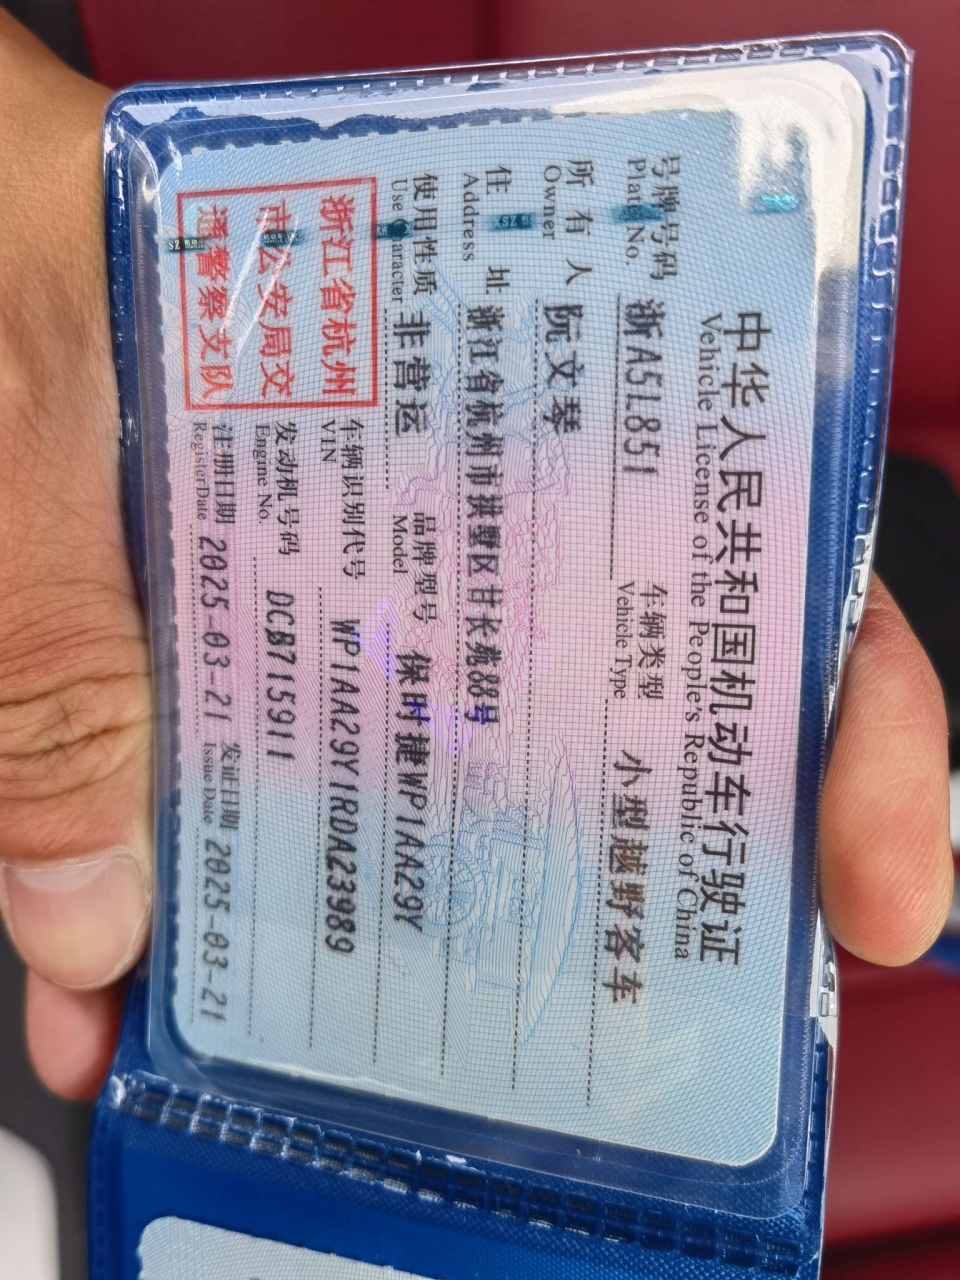 中华人民共和国机动车行驶证
Vehicle License of the People's Republic of China
号牌号码 浙A5L851 车辆类型 小型越野客车
Plate No. Vehicle Type
所有人 阮文琴
Owner
住址 浙江省杭州市拱墅区甘长苑88号
Address
使用性质 非营运 品牌型号 保时捷WP1AA29Y
Use Character Model
浙江省杭州
市公安局交
通警察支队
车辆识别代号 WP1AA29Y1RDA23989
VIN
发动机号码 DCB715911
Engine No.
注册日期 2025-03-21 发证日期 2025-03-21
Register Date Issue Date